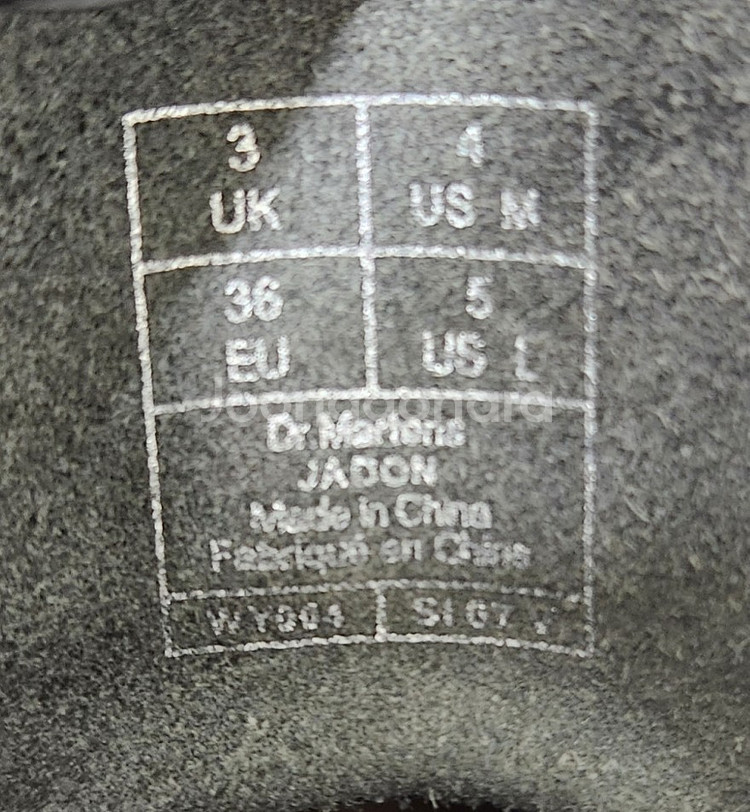 3
UK
4
US M
36
EU
5
US L
Dr. Martens
JADON
Made in China
Fabriqué en Chine